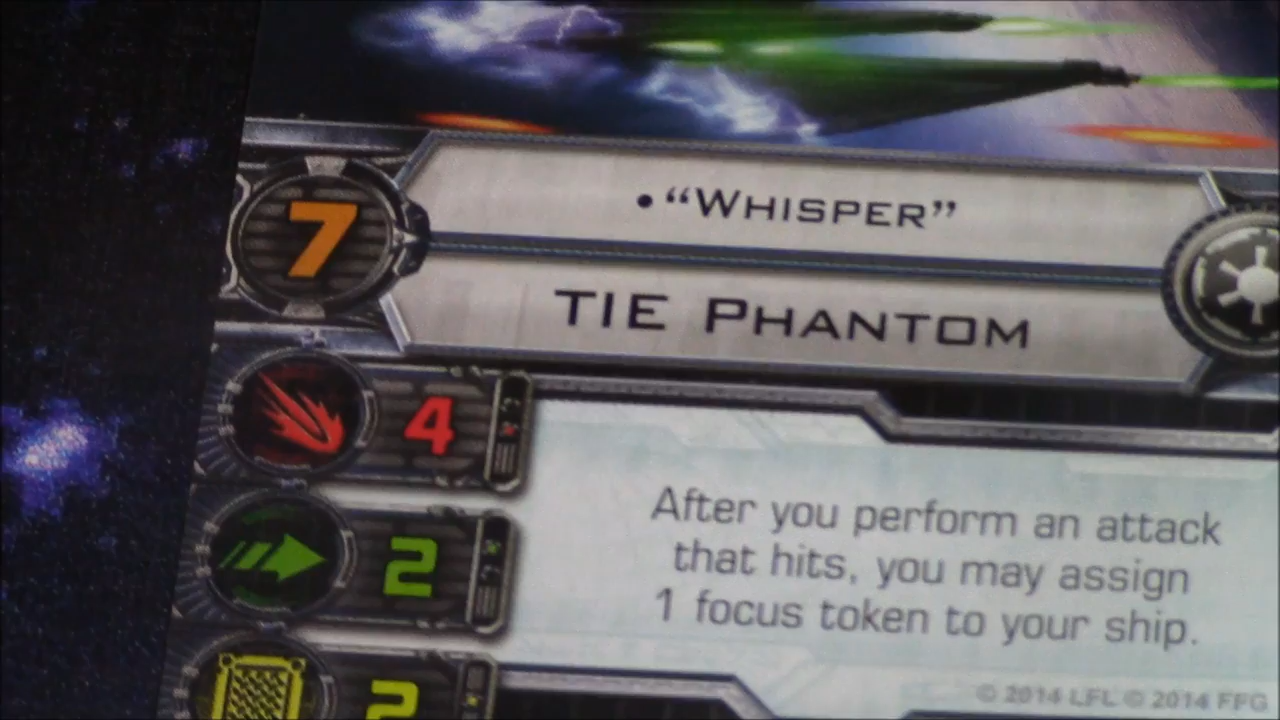 7
• “WHISPER”
TIE PHANTOM
4
After you perform an attack
that hits, you may assign
1 focus token to your ship.
2
2
© 2014 LFL © 2014 FFG